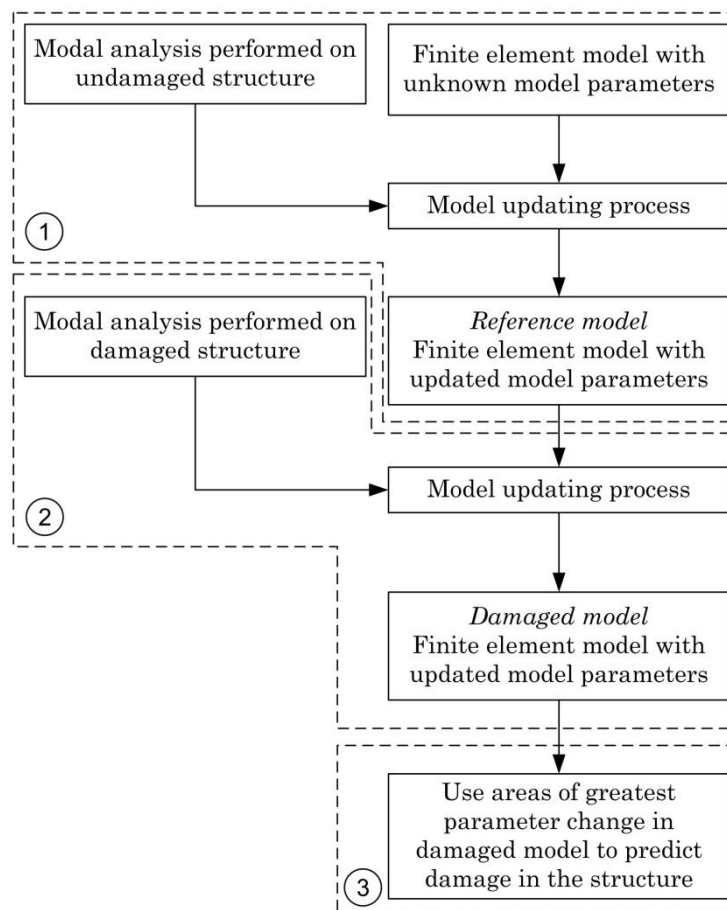 Modal analysis performed on
undamaged structure
Finite element model with
unknown model parameters
Model updating process
1
Modal analysis performed on
damaged structure
Reference model
Finite element model with
updated model parameters
Model updating process
2
Damaged model
Finite element model with
updated model parameters
Use areas of greatest
parameter change in
damaged model to predict
damage in the structure
3